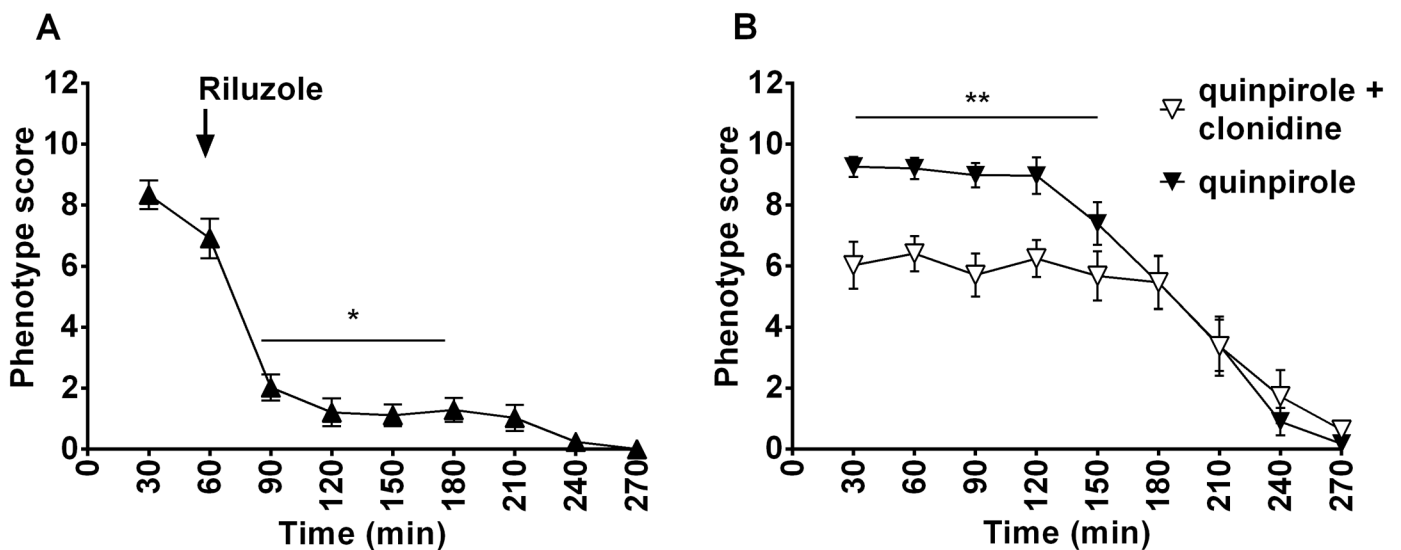 A
Riluzole
Phenotype score
12
10
8
6
4
2
0
*
0 30 60 90 120 150 180 210 240 270
Time (min)
B
quinpirole +
clonidine
quinpirole
Phenotype score
12
10
8
6
4
2
0
**
0 30 60 90 120 150 180 210 240 270
Time (min)